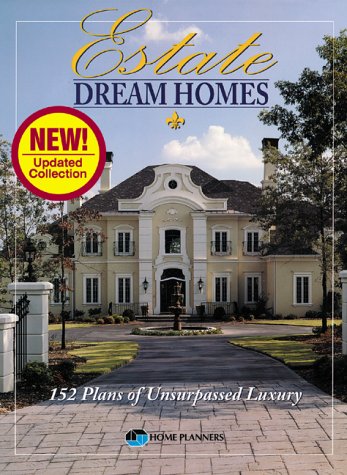 Estate
DREAM HOMES
NEW!
Updated
Collection
152 Plans of Unsurpassed Luxury
HOME PLANNERS